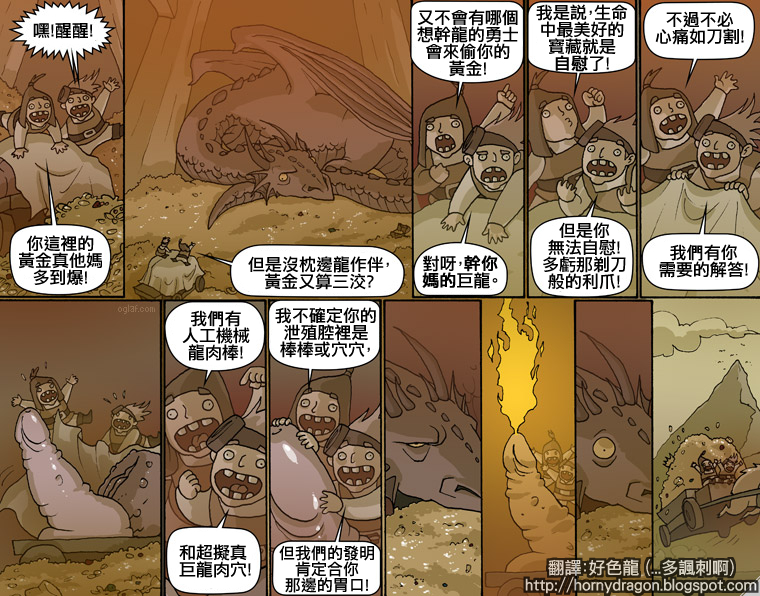 嘿!醒醒!
你這裡的
黃金真他媽
多到爆!
但是沒枕邊龍作伴，
黃金又算三洨?
又不會有哪個
想幹龍的勇士
會來偷你的
黃金!
對呀，幹你
媽的巨龍。
我是說，生命
中最美好的
寶藏就是
自慰了!
但是你
無法自慰!
多虧那剃刀
般的利爪!
不過不必
心痛如刀割!
我們有你
需要的解答!
oglaf.com
我們有
人工機械
龍肉棒!
和超擬真
巨龍肉穴!
我不確定你的
泄殖腔裡是
棒棒或穴穴，
但我們的發明
肯定合你
那邊的胃口!
翻譯:好色龍 (...多諷刺啊)
http://hornydragon.blogspot.com/